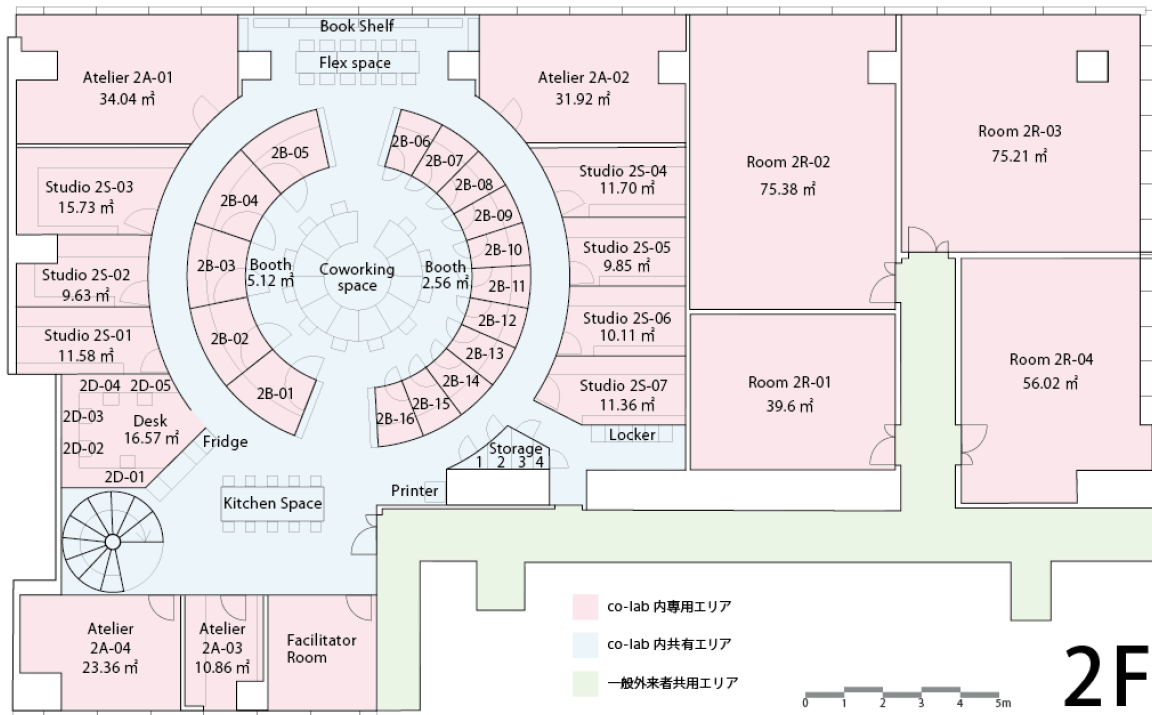 Book Shelf
Flex space
Atelier 2A-01
34.04 ㎡
Atelier 2A-02
31.92 ㎡
Room 2R-02
75.38 ㎡
Room 2R-03
75.21 ㎡
2B-05
2B-06
2B-07
2B-08
2B-09
2B-10
2B-11
2B-12
2B-13
2B-14
2B-15
2B-16
2B-04
2B-03
2B-02
2B-01
Booth
5.12 ㎡
Coworking
space
Booth
2.56 ㎡
Studio 2S-03
15.73 ㎡
Studio 2S-02
9.63 ㎡
Studio 2S-01
11.58 ㎡
Studio 2S-04
11.70 ㎡
Studio 2S-05
9.85 ㎡
Studio 2S-06
10.11 ㎡
Studio 2S-07
11.36 ㎡
Room 2R-01
39.6 ㎡
Room 2R-04
56.02 ㎡
2D-04
2D-05
2D-03
2D-02
2D-01
Desk
16.57 ㎡
Fridge
Locker
Storage
1 2 3 4
Printer
Kitchen Space
Atelier
2A-04
23.36 ㎡
Atelier
2A-03
10.86 ㎡
Facilitator
Room
co-lab 内専用エリア
co-lab 内共有エリア
一般外来者共用エリア
0 1 2 3 4 5m
2F